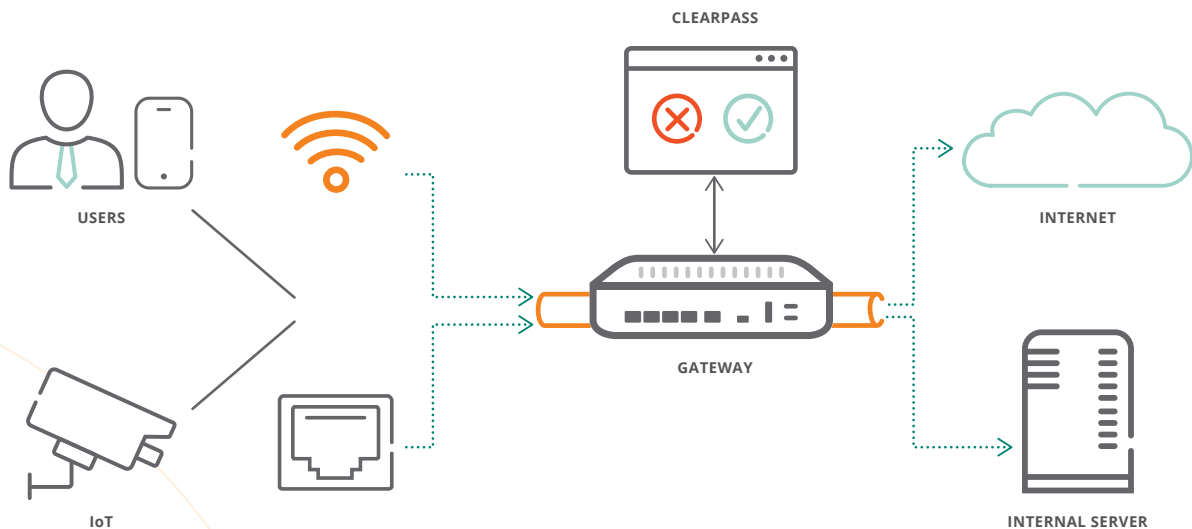 CLEARPASS
USERS
INTERNET
GATEWAY
IoT
INTERNAL SERVER